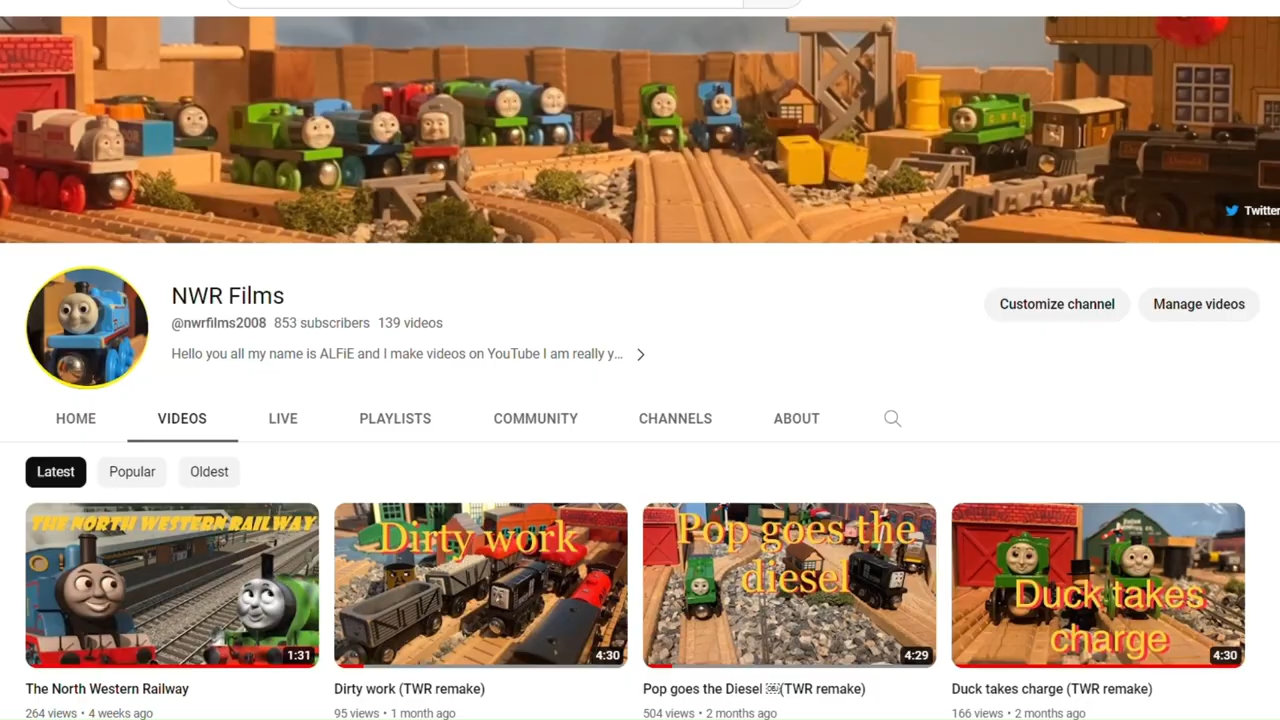 Twitter
NWR Films
@nwrfilms2008 853 subscribers 139 videos
Hello you all my name is ALFiE and I make videos on YouTube I am really y...
Customize channel
Manage videos
HOME VIDEOS LIVE PLAYLISTS COMMUNITY CHANNELS ABOUT
Latest Popular Oldest
THE NORTH WESTERN RAILWAY
1:31
Dirty work
4:30
Pop goes the
diesel
4:29
Duck takes
charge
4:30
The North Western Railway
264 views • 4 weeks ago
Dirty work (TWR remake)
95 views • 1 month ago
Pop goes the Diesel ￼(TWR remake)
504 views • 2 months ago
Duck takes charge (TWR remake)
166 views • 2 months ago